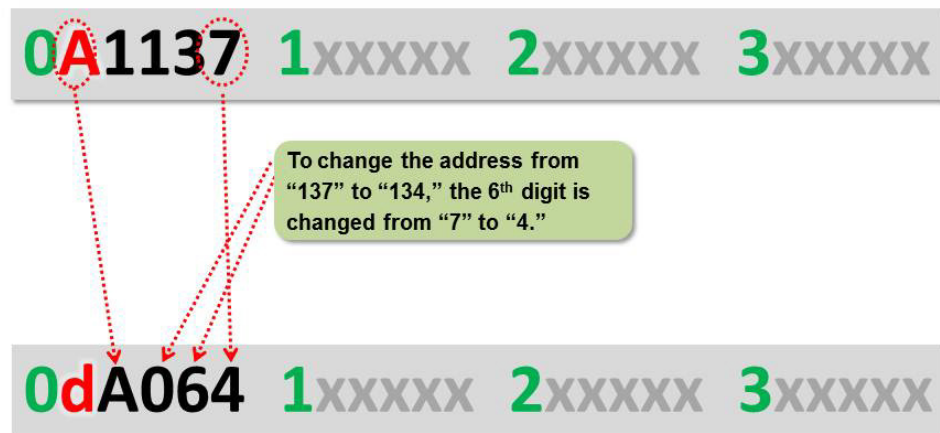 0A1137 1xxxxx 2xxxxx 3xxxxx
To change the address from
“137” to “134,” the 6th digit is
changed from “7” to “4.”
0dA064 1xxxxx 2xxxxx 3xxxxx